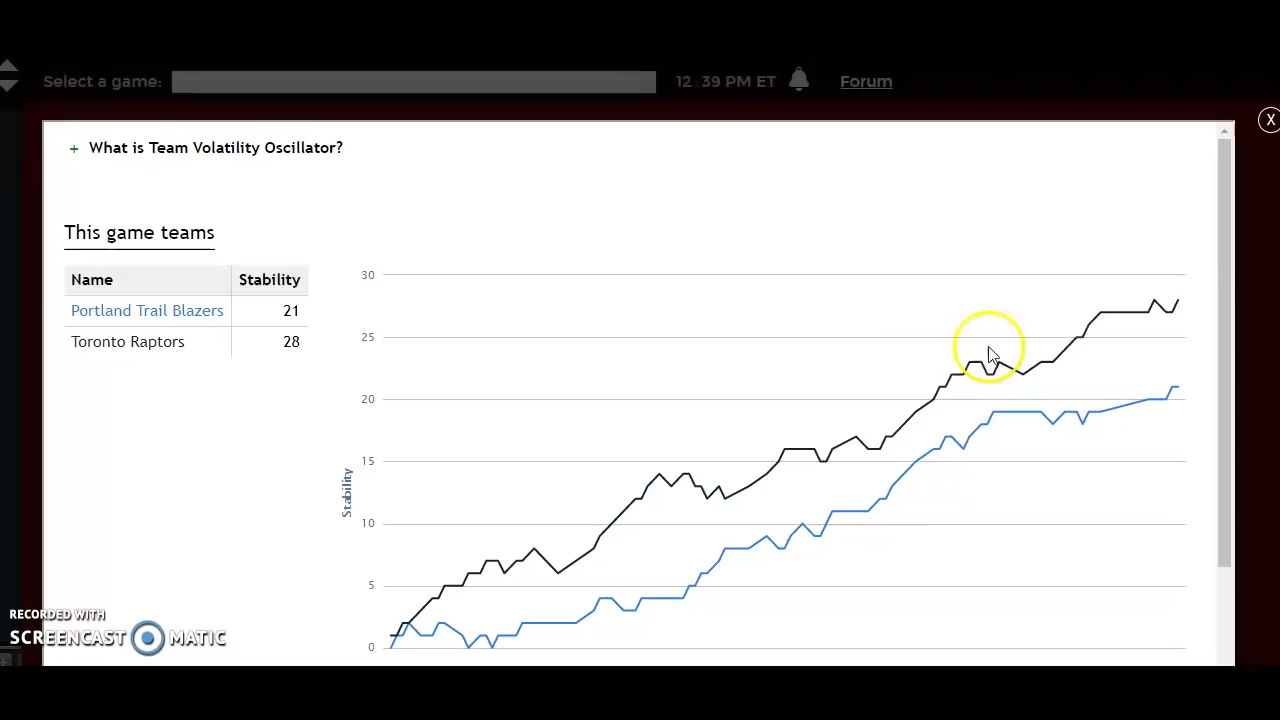 Select a game:
12:39 PM ET
Forum
X
+ What is Team Volatility Oscillator?
This game teams
Name Stability
Portland Trail Blazers 21
Toronto Raptors 28
30
25
20
15
10
5
0
Stability
RECORDED WITH
SCREENCAST MATIC